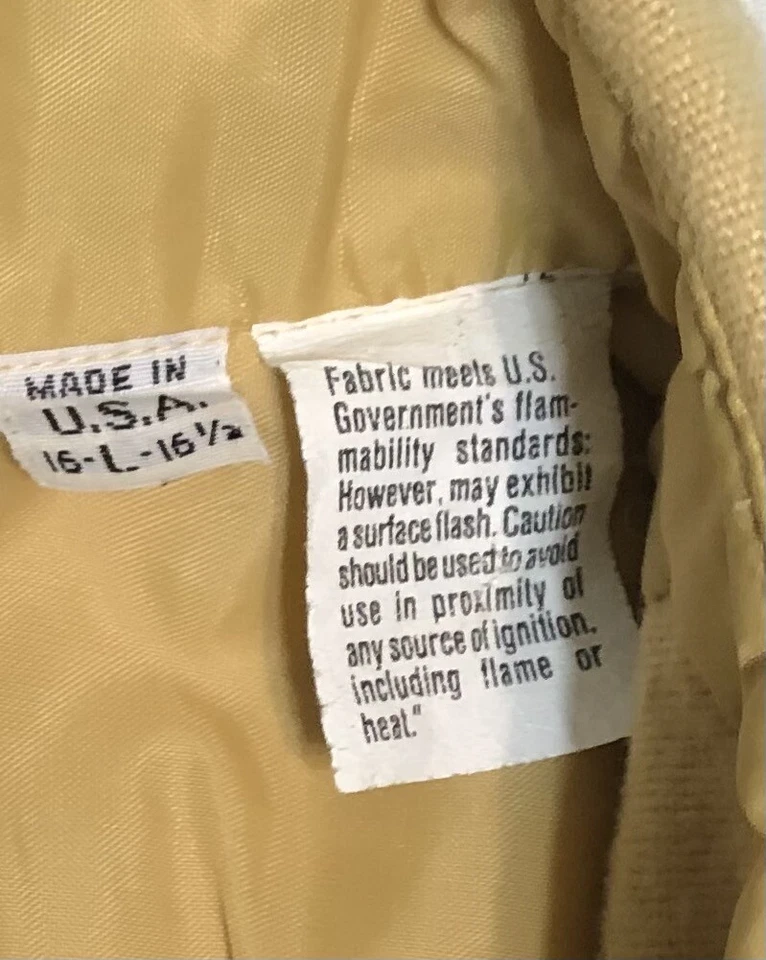 MADE IN
U.S.A.
16-L-16½
Fabric meets U.S.
Government's flam-
mability standards:
However, may exhibit
a surface flash. Caution
should be used to avoid
use in proximity of
any source of ignition,
including flame or
heat."